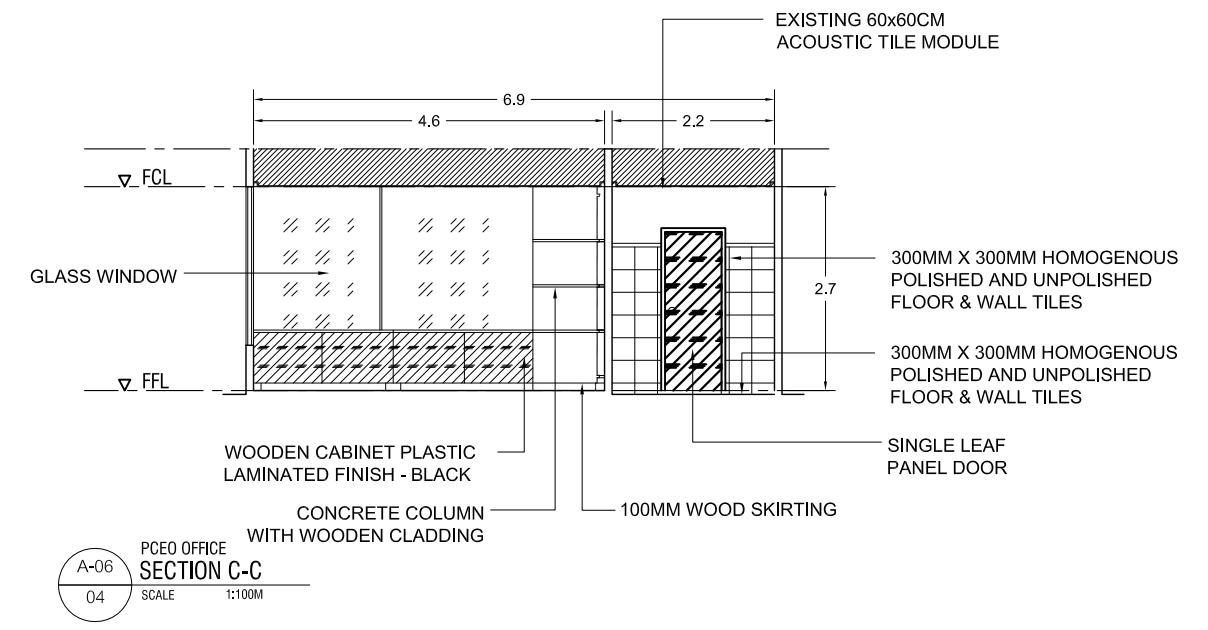 EXISTING 60x60CM
ACOUSTIC TILE MODULE
6.9
4.6
2.2
FCL
GLASS WINDOW
2.7
300MM X 300MM HOMOGENOUS
POLISHED AND UNPOLISHED
FLOOR & WALL TILES
300MM X 300MM HOMOGENOUS
POLISHED AND UNPOLISHED
FLOOR & WALL TILES
FFL
WOODEN CABINET PLASTIC
LAMINATED FINISH - BLACK
SINGLE LEAF
PANEL DOOR
CONCRETE COLUMN
WITH WOODEN CLADDING
100MM WOOD SKIRTING
A-06
04
PCEO OFFICE
SECTION C-C
SCALE 1:100M